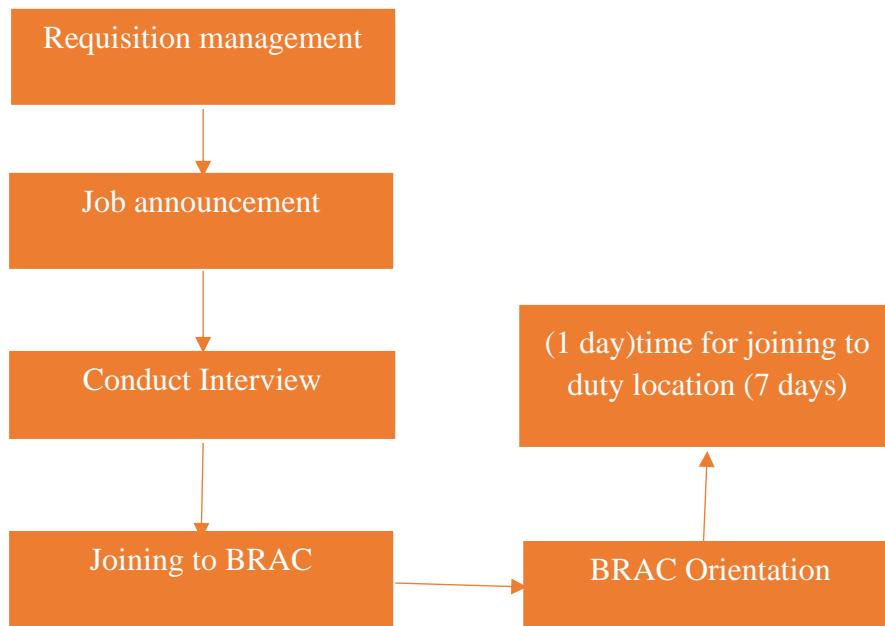 Requisition management
Job announcement
Conduct Interview
Joining to BRAC
BRAC Orientation
(1 day)time for joining to
duty location (7 days)